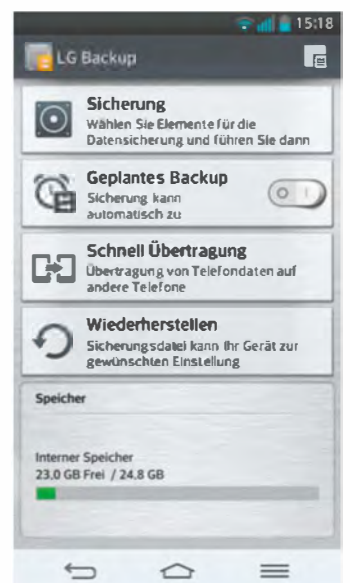 15:18
LG Backup
Sicherung
Wählen Sie Elemente für die
Datensicherung und führen Sie dann
Geplantes Backup
Sicherung kann
automatisch zu
Schnell Übertragung
Übertragung von Telefondaten auf
andere Telefone
Wiederherstellen
Sicherungsdatei kann Ihr Gerät zur
gewünschten Einstellung
Speicher
Interner Speicher
23,0 GB Frei / 24,8 GB